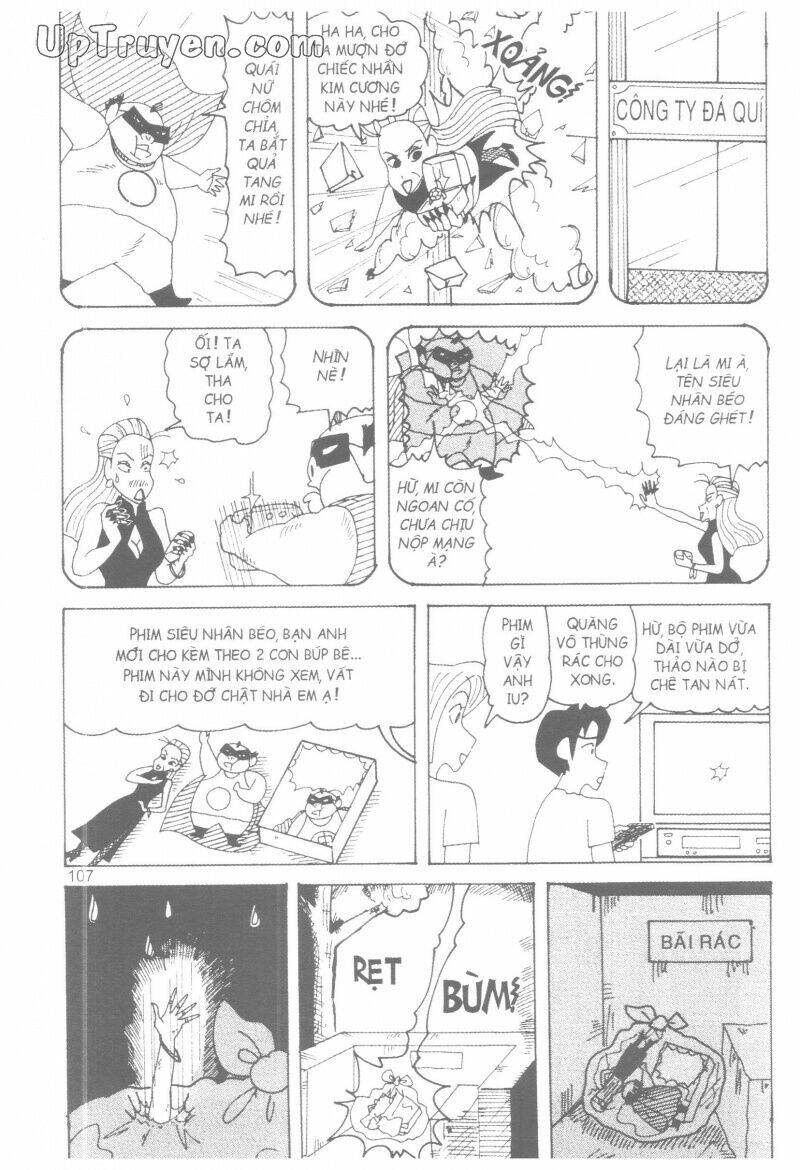 UpTruyen.com
CÔNG TY ĐÁ QUÍ
XOẢNG!
HA HA, CHO
TA MƯỢN ĐỠ
CHIẾC NHẪN
KIM CƯƠNG
NÀY NHÉ!
QUÁI
NỮ
CHÔM
CHỈA,
TA BẮT
QUẢ
TANG
MI RỒI
NHÉ!
LẠI LÀ MI À,
TÊN SIÊU
NHÂN BÉO
ĐÁNG GHÉT!
HỪ, MI CÒN
NGOAN CỐ,
CHƯA CHỊU
NỘP MẠNG
À?
NHÌN
NÈ!
ỐI! TA
SỢ LẮM,
THA
CHO
TA!
HỪ, BỘ PHIM VỪA
DÀI VỪA DỞ,
THẢO NÀO BỊ
CHÊ TAN NÁT.
QUĂNG
VÔ THÙNG
RÁC CHO
XONG.
PHIM
GÌ
VẬY
ANH
IU?
PHIM SIÊU NHÂN BÉO, BẠN ANH
MỚI CHO KÈM THEO 2 CON BÚP BÊ...
PHIM NÀY MÌNH KHÔNG XEM, VẤT
ĐI CHO ĐỠ CHẬT NHÀ EM Ạ!
107
BÃI RÁC
BÙM!
RẸT